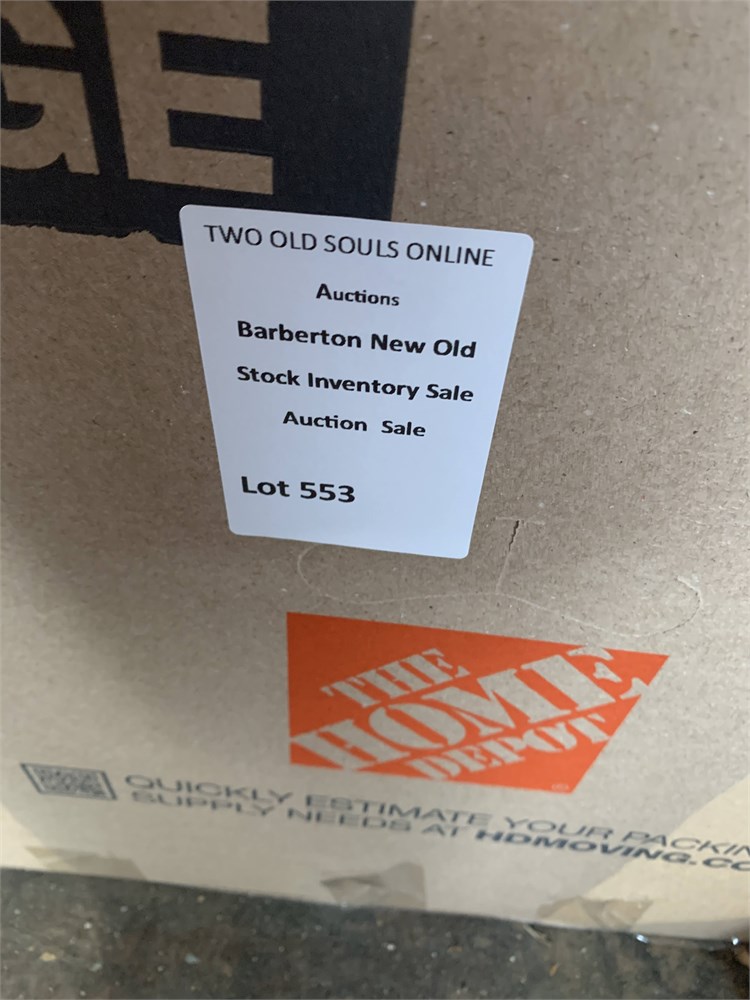 GE
TWO OLD SOULS ONLINE
Auctions
Barberton New Old
Stock Inventory Sale
Auction Sale
Lot 553
THE
HOME
DEPOT
®
QUICKLY ESTIMATE YOUR PACKIN
SUPPLY NEEDS AT HDMOVING.CO